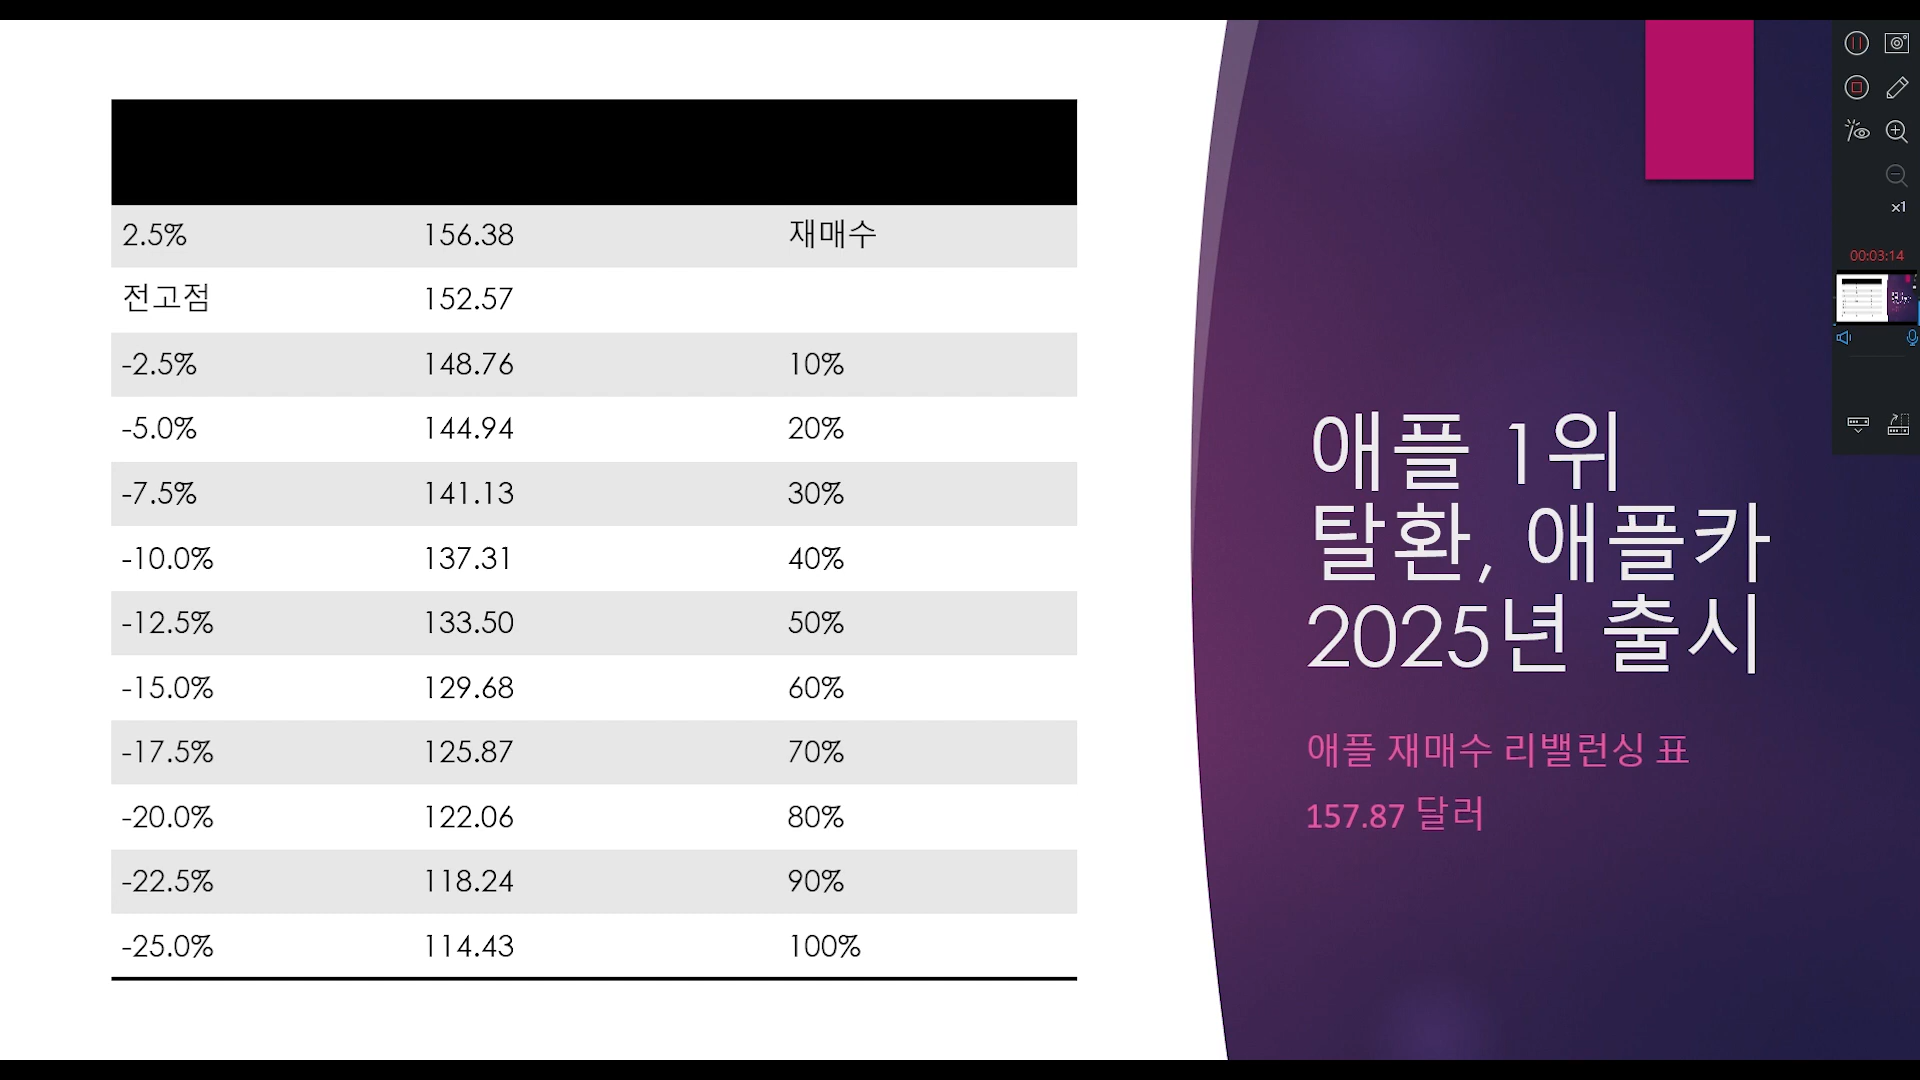 2.5% 156.38 재매수
전고점 152.57
-2.5% 148.76 10%
-5.0% 144.94 20%
-7.5% 141.13 30%
-10.0% 137.31 40%
-12.5% 133.50 50%
-15.0% 129.68 60%
-17.5% 125.87 70%
-20.0% 122.06 80%
-22.5% 118.24 90%
-25.0% 114.43 100%
애플 1위
탈환, 애플카
2025년 출시
애플 재매수 리밸런싱 표
157.87 달러
x1
00:03:14